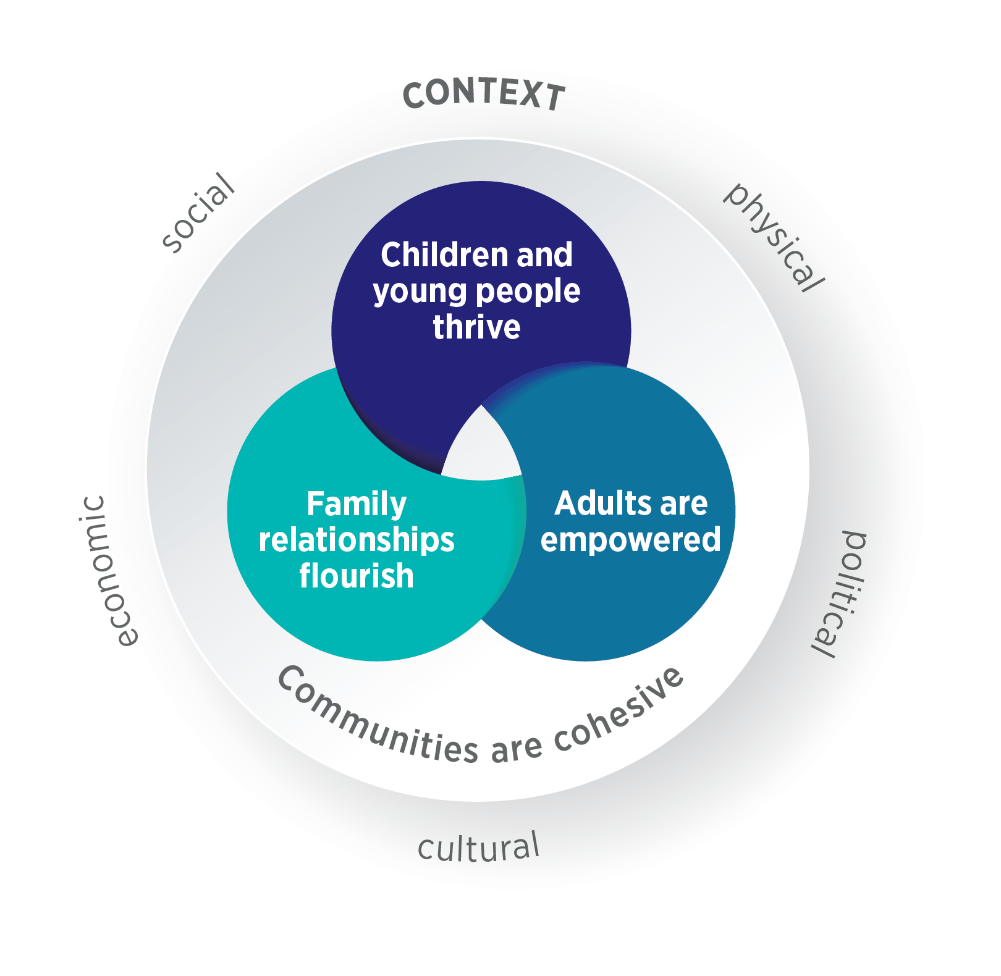 CONTEXT
social
physical
Children and
young people
thrive
Family
relationships
flourish
Adults are
empowered
economic
political
Communities are cohesive
cultural